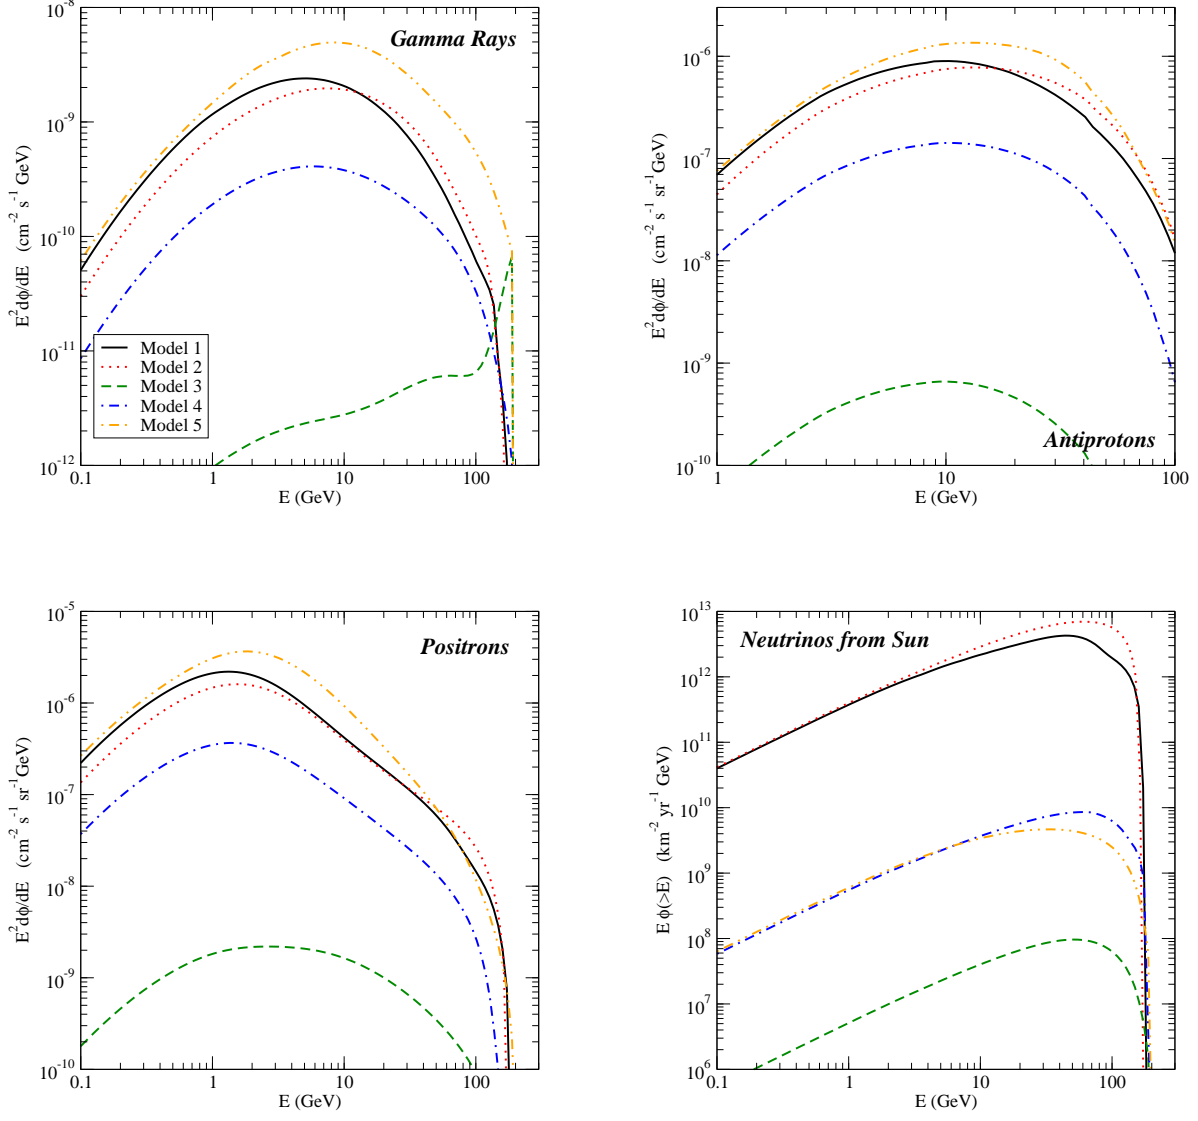 Gamma Rays
10^-8
10^-9
10^-10
10^-11
10^-12
E^2dϕ/dE (cm^-2 s^-1 GeV)
Model 1
Model 2
Model 3
Model 4
Model 5
0.1 1 10 100
E (GeV)
Antiprotons
10^-6
10^-7
10^-8
10^-9
10^-10
E^2dϕ/dE (cm^-2 s^-1 sr^-1 GeV)
1 10 100
E (GeV)
Positrons
10^-5
10^-6
10^-7
10^-8
10^-9
10^-10
E^2dϕ/dE (cm^-2 s^-1 sr^-1 GeV)
0.1 1 10 100
E (GeV)
Neutrinos from Sun
10^13
10^12
10^11
10^10
10^9
10^8
10^7
10^6
E ϕ(>E) (km^-2 yr^-1 GeV)
0.1 1 10 100
E (GeV)